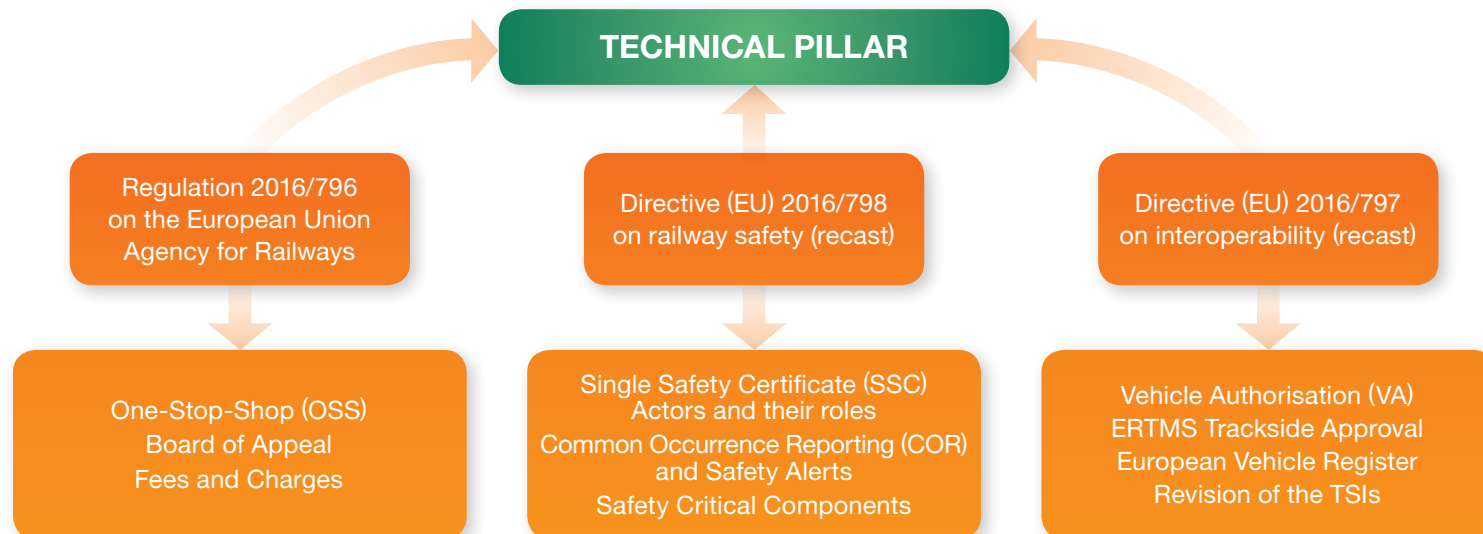 TECHNICAL PILLAR
Regulation 2016/796
on the European Union
Agency for Railways
Directive (EU) 2016/798
on railway safety (recast)
Directive (EU) 2016/797
on interoperability (recast)
One-Stop-Shop (OSS)
Board of Appeal
Fees and Charges
Single Safety Certificate (SSC)
Actors and their roles
Common Occurrence Reporting (COR)
and Safety Alerts
Safety Critical Components
Vehicle Authorisation (VA)
ERTMS Trackside Approval
European Vehicle Register
Revision of the TSIs